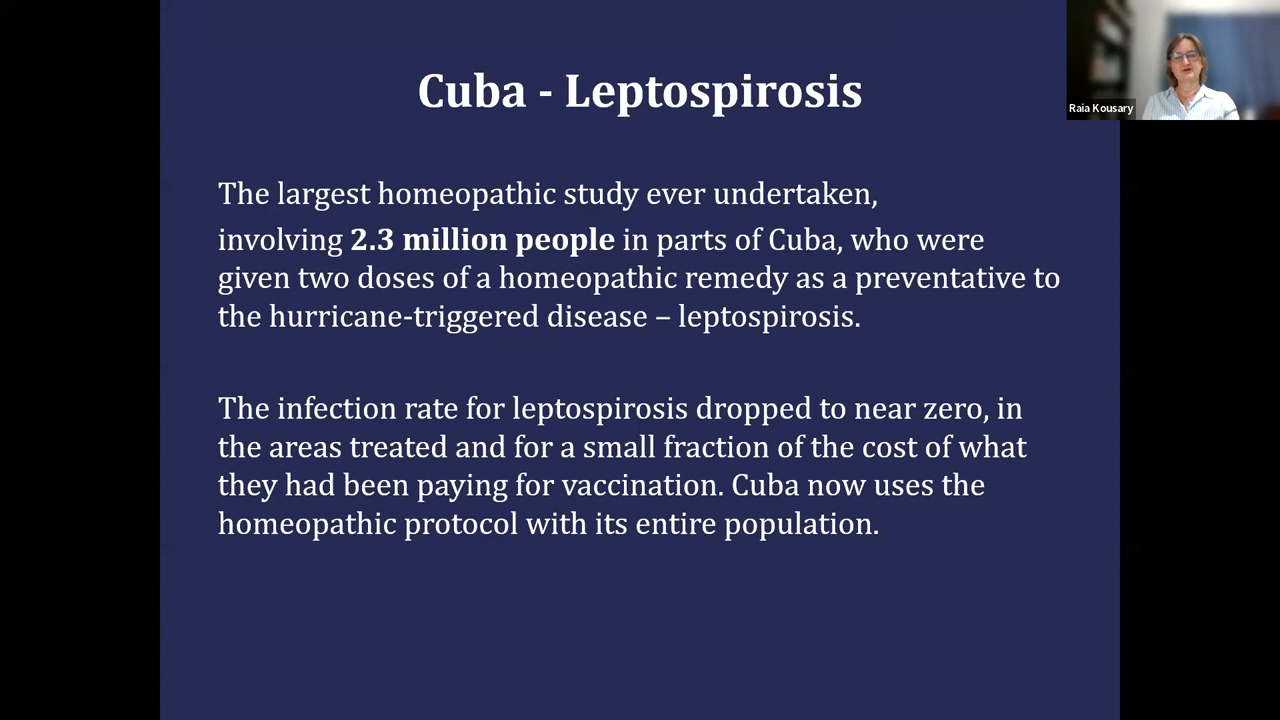 Cuba - Leptospirosis
Raia Kousary
The largest homeopathic study ever undertaken,
involving 2.3 million people in parts of Cuba, who were
given two doses of a homeopathic remedy as a preventative to
the hurricane-triggered disease – leptospirosis.
The infection rate for leptospirosis dropped to near zero, in
the areas treated and for a small fraction of the cost of what
they had been paying for vaccination. Cuba now uses the
homeopathic protocol with its entire population.